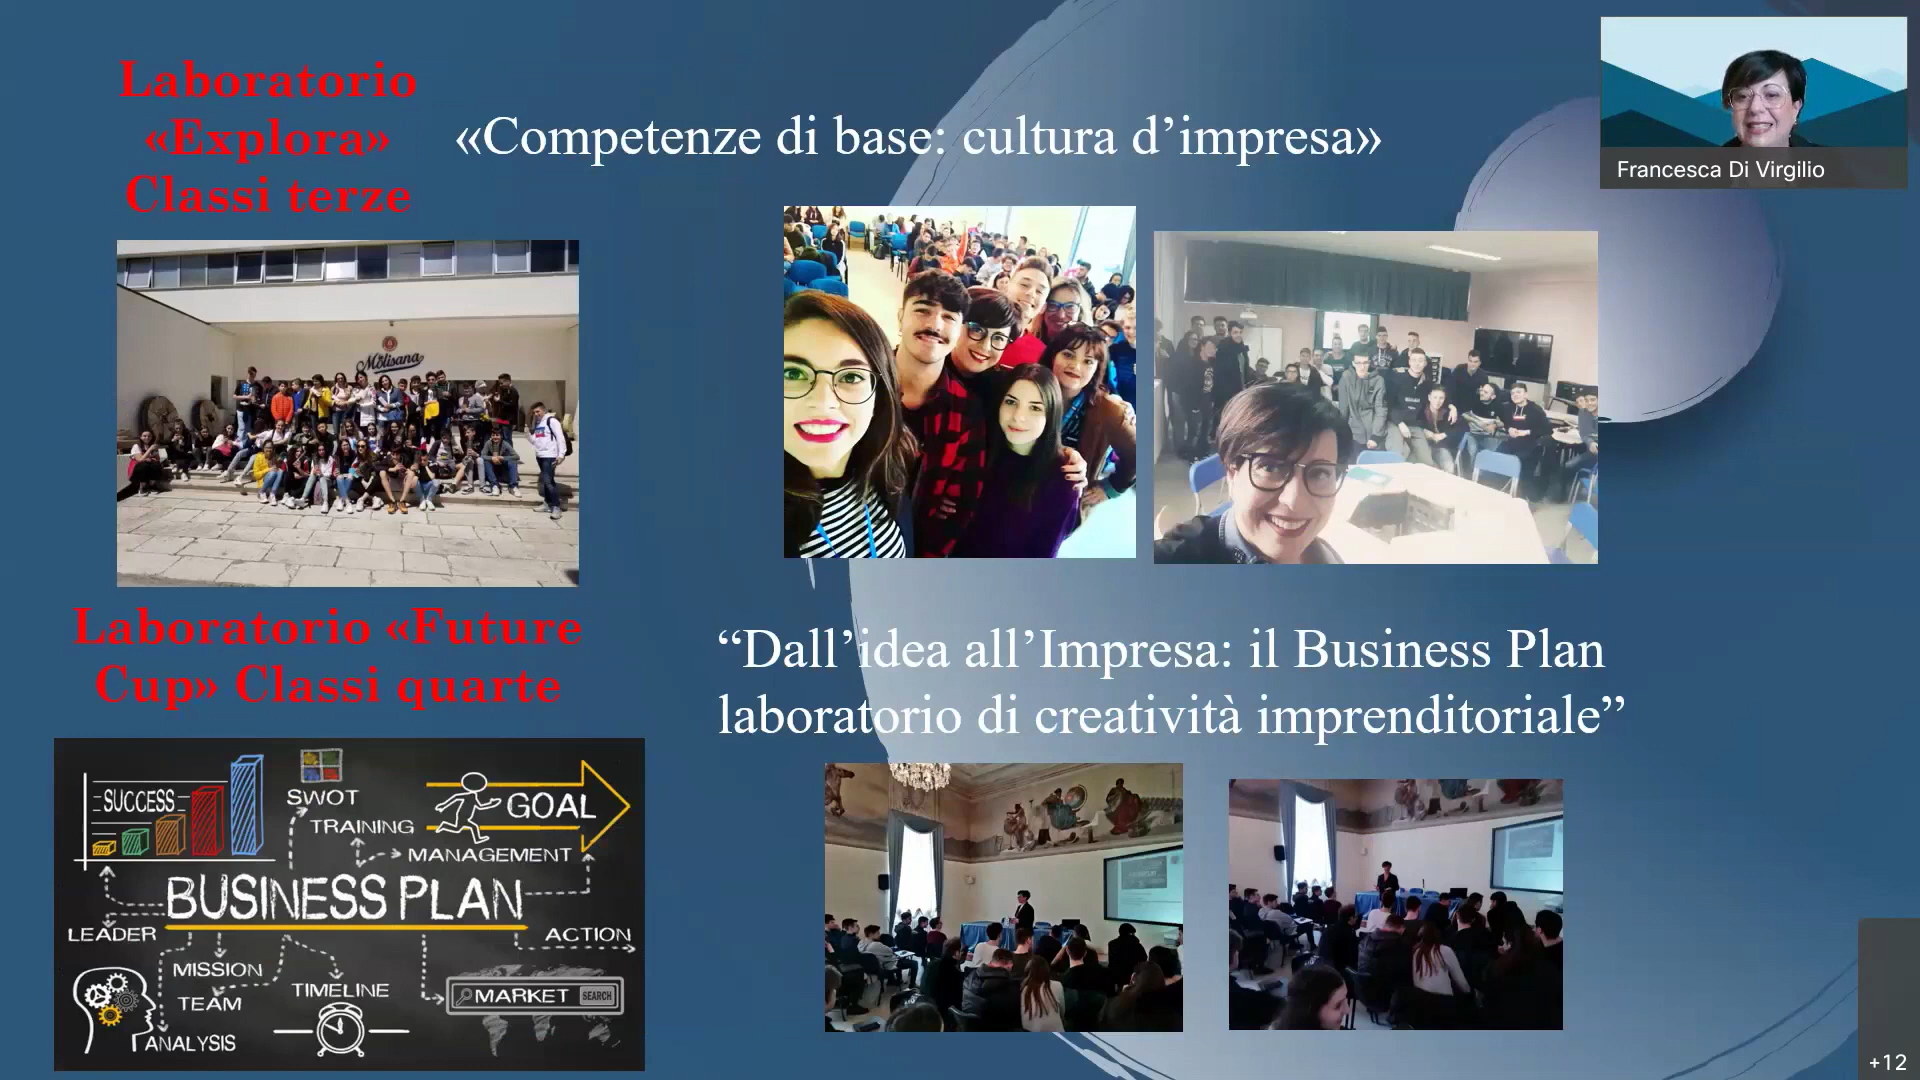 Laboratorio
«Explora»
Classi terze
«Competenze di base: cultura d’impresa»
Francesca Di Virgilio
Molisana
Laboratorio «Future
Cup» Classi quarte
“Dall’idea all’Impresa: il Business Plan
laboratorio di creatività imprenditoriale”
SUCCESS
SWOT
TRAINING
GOAL
MANAGEMENT
BUSINESS PLAN
LEADER
ACTION
MISSION
TEAM
ANALYSIS
TIMELINE
MARKET SEARCH
+12